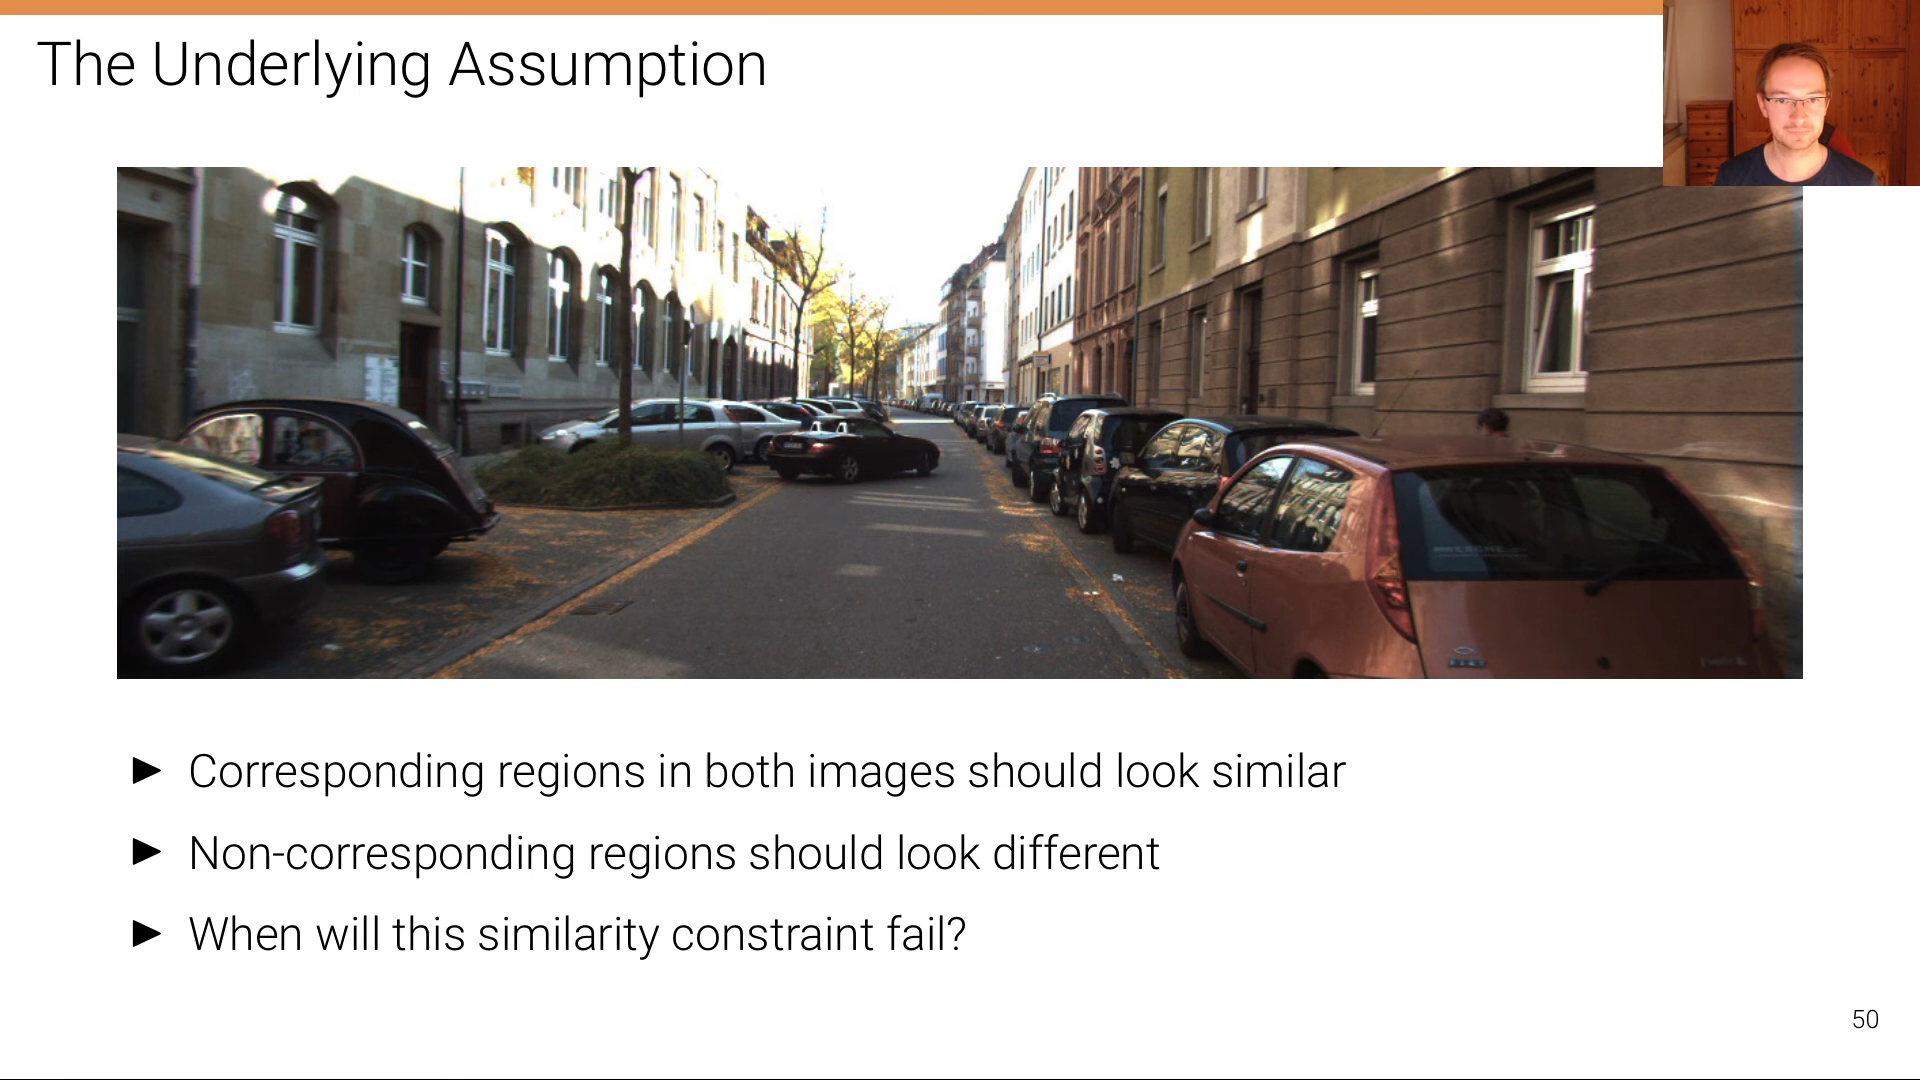 The Underlying Assumption
FIAT
► Corresponding regions in both images should look similar
► Non-corresponding regions should look different
► When will this similarity constraint fail?
50